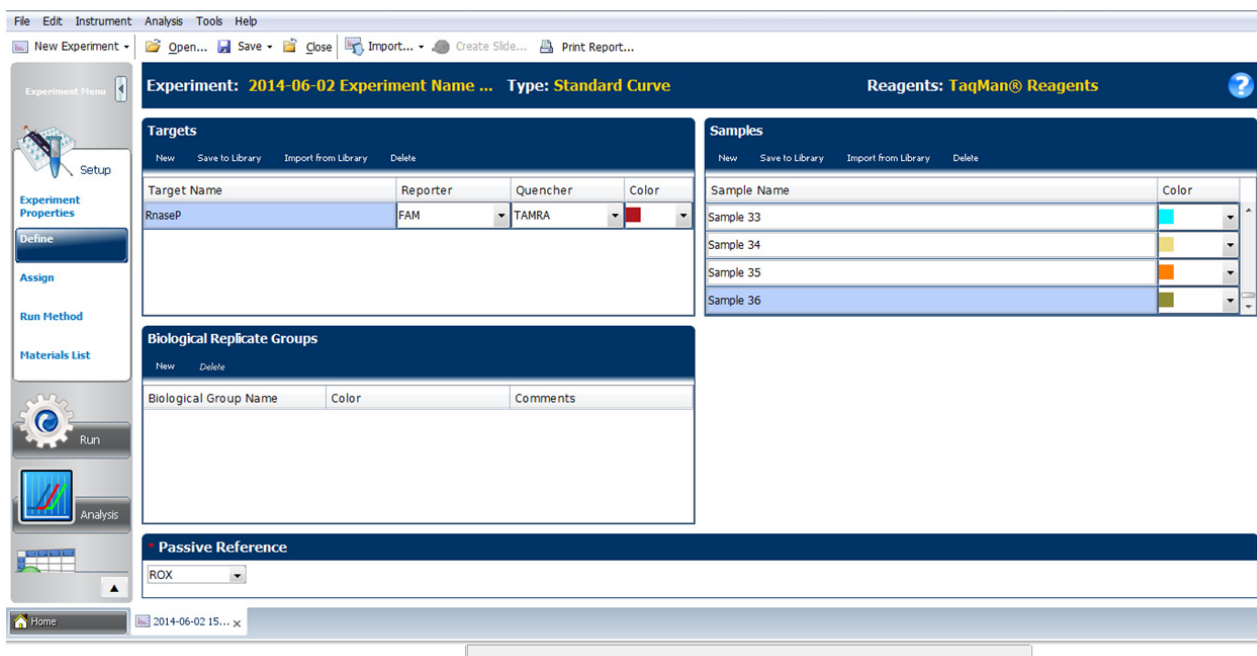 File Edit Instrument Analysis Tools Help
New Experiment Open... Save Close Import... Create Slide... Print Report...
Experiment Menu
Experiment: 2014-06-02 Experiment Name ... Type: Standard Curve Reagents: TaqMan® Reagents ?
Setup
Experiment
Properties
Define
Assign
Run Method
Materials List
Run
Analysis
Targets
New Save to Library Import from Library Delete
Target Name Reporter Quencher Color
RnaseP FAM TAMRA
Samples
New Save to Library Import from Library Delete
Sample Name Color
Sample 33
Sample 34
Sample 35
Sample 36
Biological Replicate Groups
New Delete
Biological Group Name Color Comments
* Passive Reference
ROX
Home 2014-06-02 15... x